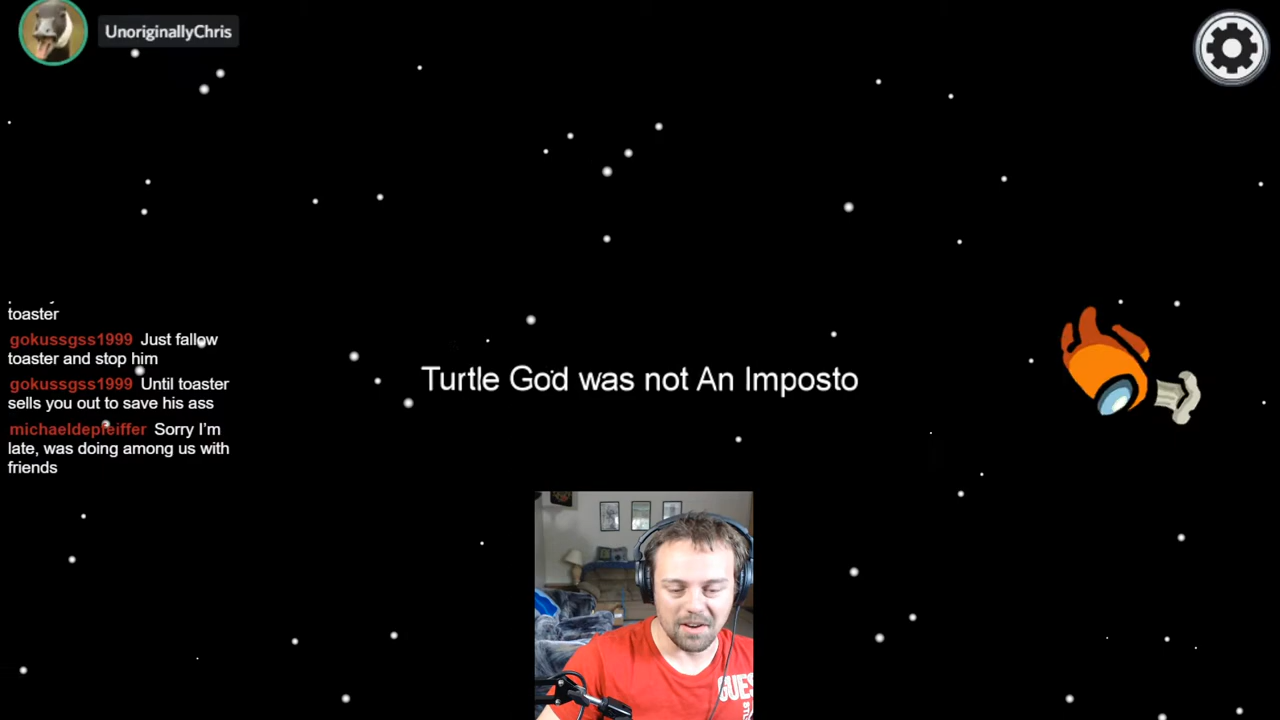 UnoriginallyChris
toaster
gokussgss1999 Just fallow
toaster and stop him
gokussgss1999 Until toaster
sells you out to save his ass
michaeldepfeiffer Sorry I'm
late, was doing among us with
friends
Turtle God was not An Imposto
GUES